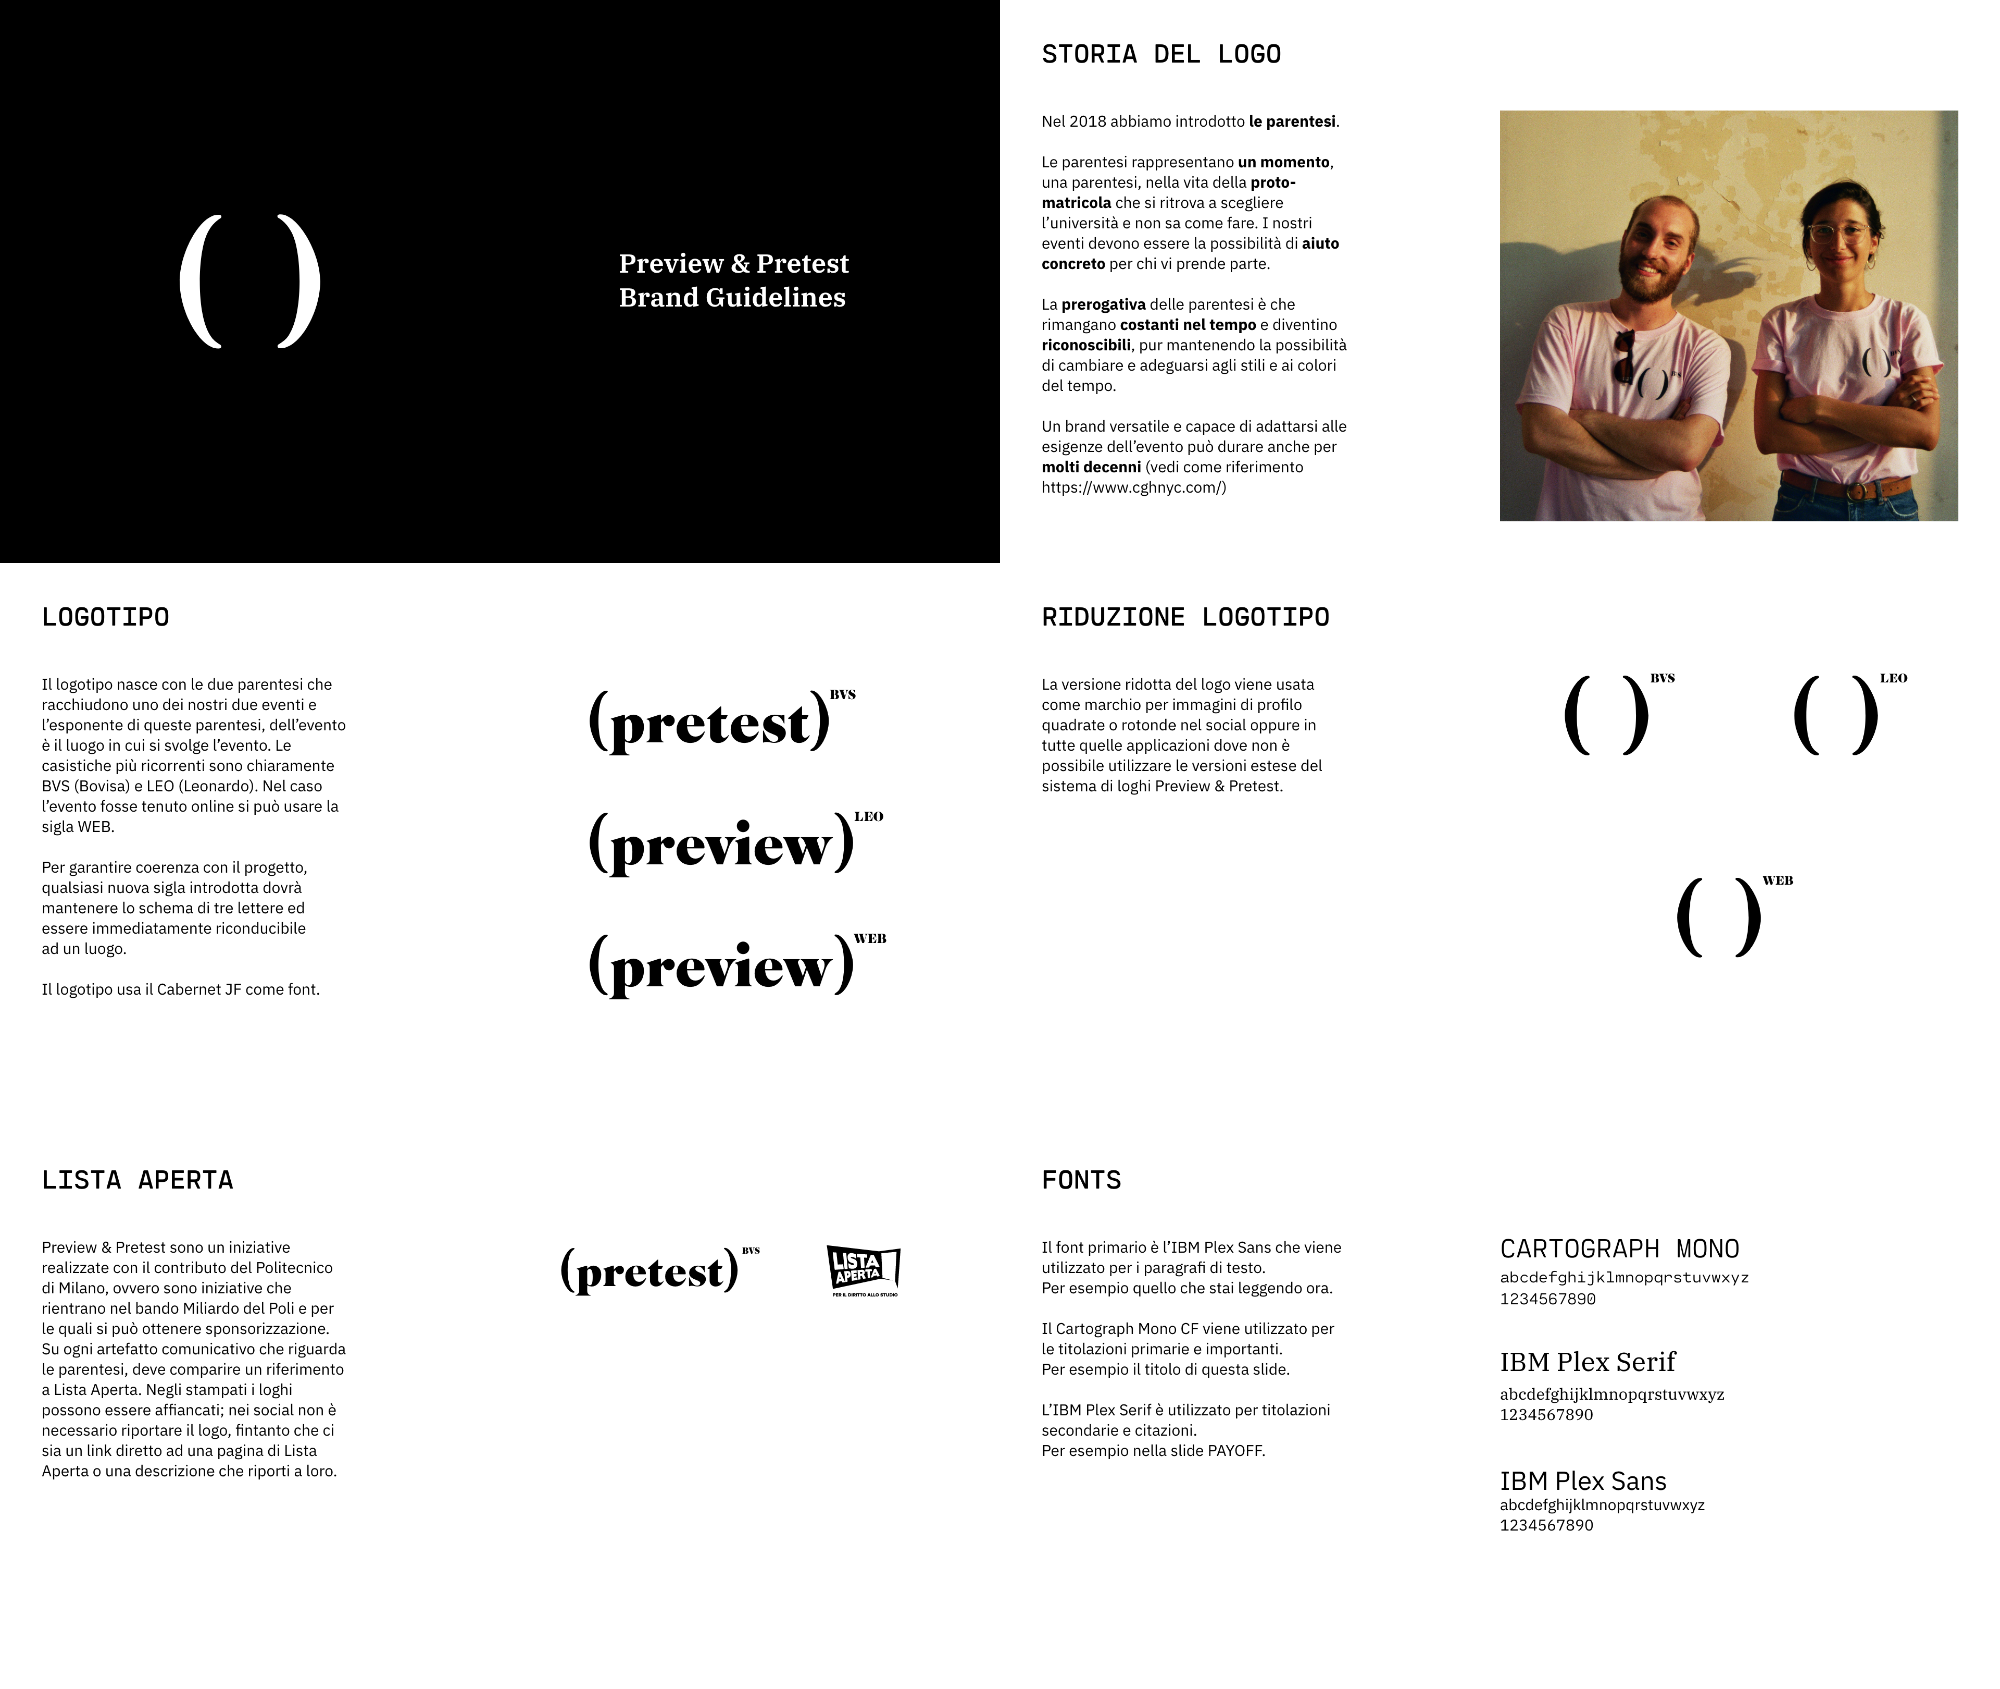 ( )
Preview & Pretest
Brand Guidelines
STORIA DEL LOGO
Nel 2018 abbiamo introdotto le parentesi.
Le parentesi rappresentano un momento,
una parentesi, nella vita della proto-
matricola che si ritrova a scegliere
l’università e non sa come fare. I nostri
eventi devono essere la possibilità di aiuto
concreto per chi vi prende parte.
La prerogativa delle parentesi è che
rimangano costanti nel tempo e diventino
riconoscibili, pur mantenendo la possibilità
di cambiare e adeguarsi agli stili e ai colori
del tempo.
Un brand versatile e capace di adattarsi alle
esigenze dell’evento può durare anche per
molti decenni (vedi come riferimento
https://www.cghnyc.com/)
( ) BVS
( ) BVS
LOGOTIPO
Il logotipo nasce con le due parentesi che
racchiudono uno dei nostri due eventi e
l’esponente di queste parentesi, dell’evento
è il luogo in cui si svolge l’evento. Le
casistiche più ricorrenti sono chiaramente
BVS (Bovisa) e LEO (Leonardo). Nel caso
l’evento fosse tenuto online si può usare la
sigla WEB.
Per garantire coerenza con il progetto,
qualsiasi nuova sigla introdotta dovrà
mantenere lo schema di tre lettere ed
essere immediatamente riconducibile
ad un luogo.
Il logotipo usa il Cabernet JF come font.
(pretest) BVS
(preview) LEO
(preview) WEB
RIDUZIONE LOGOTIPO
La versione ridotta del logo viene usata
come marchio per immagini di profilo
quadrate o rotonde nel social oppure in
tutte quelle applicazioni dove non è
possibile utilizzare le versioni estese del
sistema di loghi Preview & Pretest.
( ) BVS
( ) LEO
( ) WEB
LISTA APERTA
Preview & Pretest sono un iniziative
realizzate con il contributo del Politecnico
di Milano, ovvero sono iniziative che
rientrano nel bando Miliardo del Poli e per
le quali si può ottenere sponsorizzazione.
Su ogni artefatto comunicativo che riguarda
le parentesi, deve comparire un riferimento
a Lista Aperta. Negli stampati i loghi
possono essere affiancati; nei social non è
necessario riportare il logo, fintanto che ci
sia un link diretto ad una pagina di Lista
Aperta o una descrizione che riporti a loro.
(pretest) BVS
LISTA
APERTA
PER IL DIRITTO ALLO STUDIO
FONTS
Il font primario è l’IBM Plex Sans che viene
utilizzato per i paragrafi di testo.
Per esempio quello che stai leggendo ora.
Il Cartograph Mono CF viene utilizzato per
le titolazioni primarie e importanti.
Per esempio il titolo di questa slide.
L’IBM Plex Serif è utilizzato per titolazioni
secondarie e citazioni.
Per esempio nella slide PAYOFF.
CARTOGRAPH MONO
abcdefghijklmnopqrstuvwxyz
1234567890
IBM Plex Serif
abcdefghijklmnopqrstuvwxyz
1234567890
IBM Plex Sans
abcdefghijklmnopqrstuvwxyz
1234567890